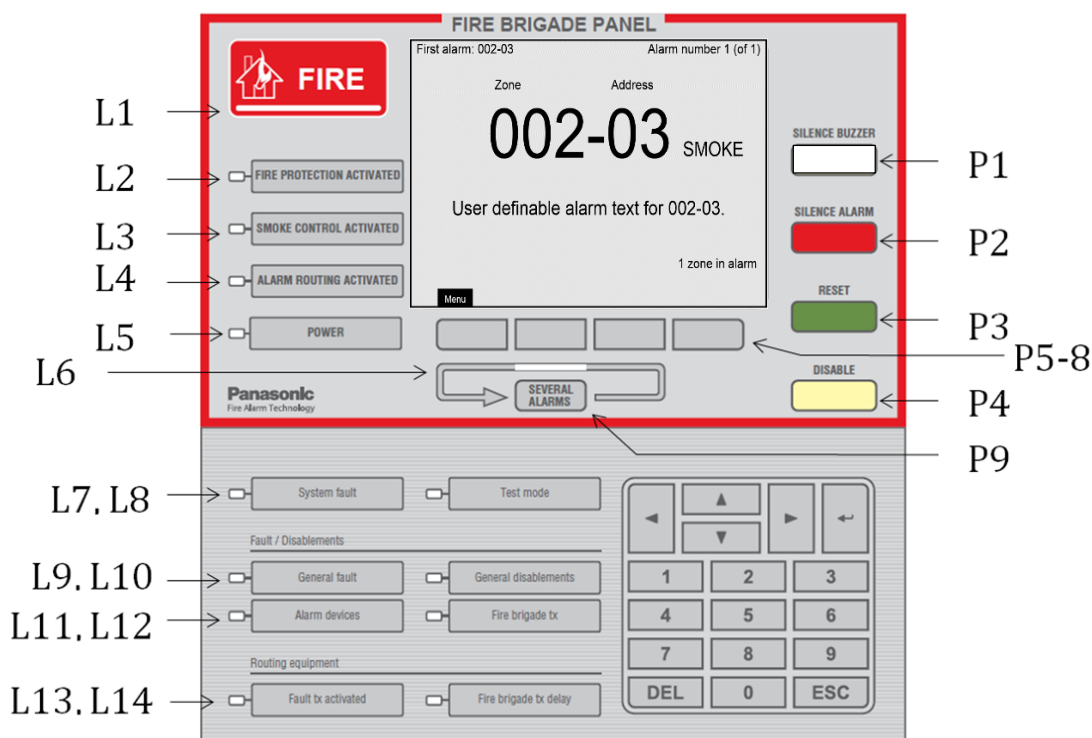 FIRE BRIGADE PANEL
FIRE
First alarm: 002-03
Alarm number 1 (of 1)
Zone
Address
002-03 SMOKE
User definable alarm text for 002-03.
1 zone in alarm
Menu
L1
L2
FIRE PROTECTION ACTIVATED
L3
SMOKE CONTROL ACTIVATED
L4
ALARM ROUTING ACTIVATED
L5
POWER
L6
SEVERAL
ALARMS
Panasonic
Fire Alarm Technology
SILENCE BUZZER
P1
SILENCE ALARM
P2
RESET
P3
P5-8
DISABLE
P4
P9
L7, L8
System fault
Test mode
Fault / Disablements
L9, L10
General fault
General disablements
L11, L12
Alarm devices
Fire brigade tx
Routing equipment
L13, L14
Fault tx activated
Fire brigade tx delay
1 2 3
4 5 6
7 8 9
DEL 0 ESC